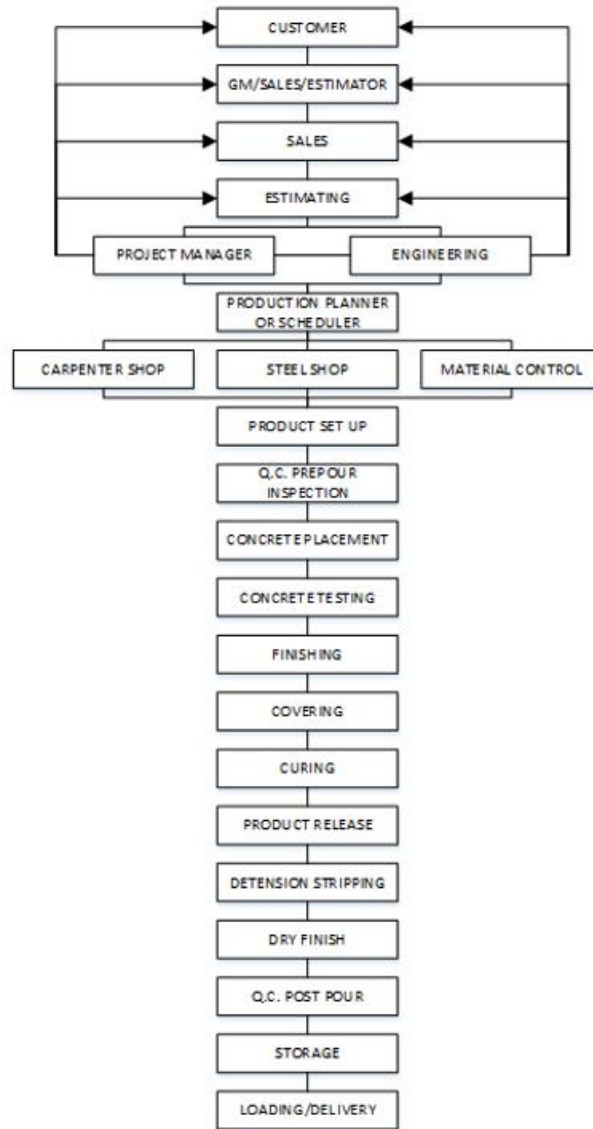 CUSTOMER
GM/SALES/ESTIMATOR
SALES
ESTIMATING
PROJECT MANAGER
ENGINEERING
PRODUCTION PLANNER
OR SCHEDULER
CARPENTER SHOP
STEEL SHOP
MATERIAL CONTROL
PRODUCT SET UP
Q.C. PREPOUR
INSPECTION
CONCRETE PLACEMENT
CONCRETE TESTING
FINISHING
COVERING
CURING
PRODUCT RELEASE
DETENSION STRIPPING
DRY FINISH
Q.C. POST POUR
STORAGE
LOADING/DELIVERY